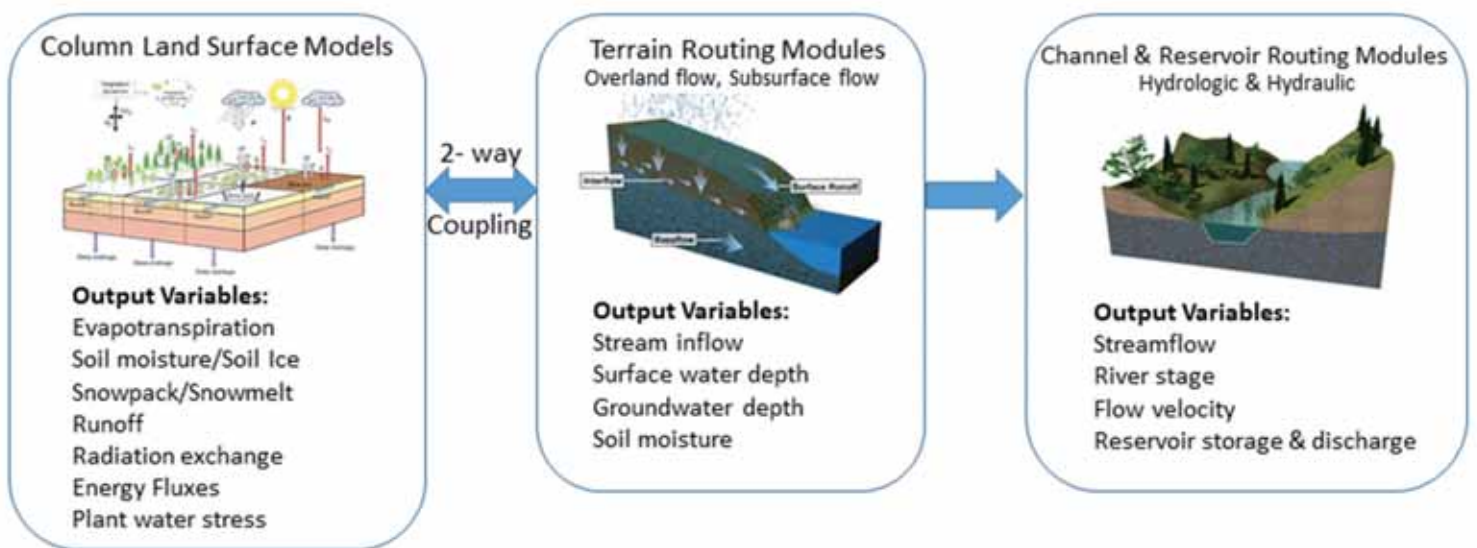 Column Land Surface Models
Output Variables:
Evapotranspiration
Soil moisture/Soil Ice
Snowpack/Snowmelt
Runoff
Radiation exchange
Energy Fluxes
Plant water stress
2- way
Coupling
Terrain Routing Modules
Overland flow, Subsurface flow
Interflow
Surface Runoff
Baseflow
Output Variables:
Stream inflow
Surface water depth
Groundwater depth
Soil moisture
Channel & Reservoir Routing Modules
Hydrologic & Hydraulic
Output Variables:
Streamflow
River stage
Flow velocity
Reservoir storage & discharge